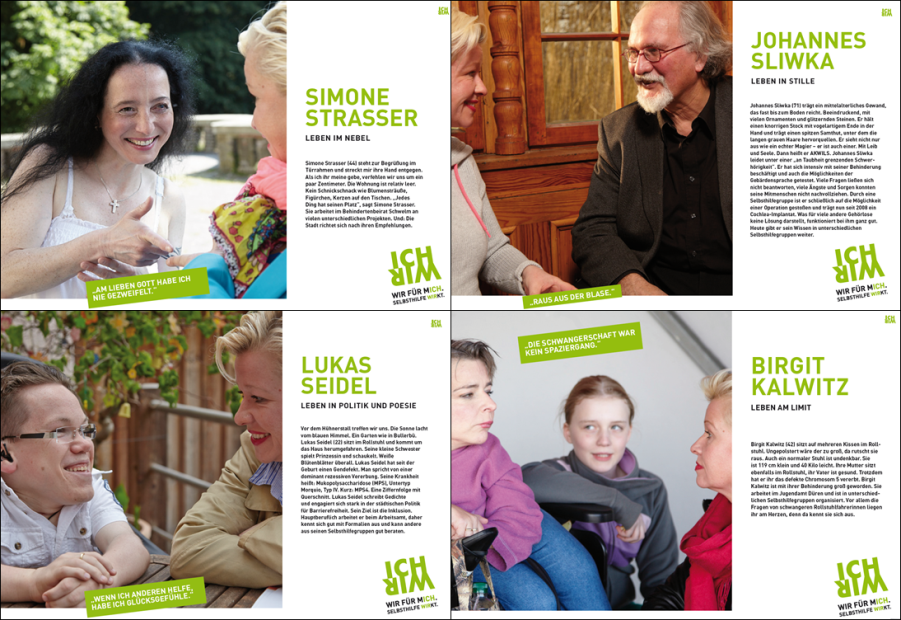 ICH
WIR
SIMONE
STRASSER
LEBEN IM NEBEL
Simone Strasser (44) steht zur Begrüßung im
Türrahmen und streckt mir ihre Hand entgegen.
Als ich ihr meine gebe, verfehlen wir uns um ein
paar Zentimeter. Die Wohnung ist relativ leer.
Kein Schnickschnack wie Blumensträuße,
Figürchen, Kerzen auf den Tischen. „Jedes
Ding hat seinen Platz“, sagt Simone Strasser.
Sie arbeitet im Behindertenbeirat Schwelm an
vielen unterschiedlichen Projekten. Und: Die
Stadt richtet sich nach ihren Empfehlungen.
„AM LIEBEN GOTT HABE ICH
NIE GEZWEIFELT.“
ICH
WIR
WIR FÜR MICH.
SELBSTHILFE WIRKT.
ICH
WIR
JOHANNES
SLIWKA
LEBEN IN STILLE
Johannes Sliwka (71) trägt ein mittelalterliches Gewand,
das fast bis zum Boden reicht. Beeindruckend, mit
vielen Ornamenten und glitzernden Steinen. Er hält
einen knorrigen Stock mit vogelartigem Ende in der
Hand und trägt einen spitzen Samthut, unter dem die
langen grauen Haare hervorquellen. Er sieht nicht nur
aus wie ein echter Magier – er ist auch einer. Mit Leib
und Seele. Dann heißt er AKWILS. Johannes Sliwka
leidet unter einer „an Taubheit grenzenden Schwer-
hörigkeit“. Er hat sich intensiv mit seiner Behinderung
beschäftigt und auch die Möglichkeiten der
Gebärdensprache getestet. Viele Fragen ließen sich
nicht beantworten, viele Ängste und Sorgen konnten
seine Mitmenschen nicht nachvollziehen. Durch eine
Selbsthilfegruppe ist er schließlich auf die Möglichkeit
einer Operation gestoßen und trägt nun seit 2008 ein
Cochlea-Implantat. Was für viele andere Gehörlose
keine Lösung darstellt, funktioniert bei ihm ganz gut.
Heute gibt er sein Wissen in unterschiedlichen
Selbsthilfegruppen weiter.
„RAUS AUS DER BLASE.“
ICH
WIR
WIR FÜR MICH.
SELBSTHILFE WIRKT.
ICH
WIR
LUKAS
SEIDEL
LEBEN IN POLITIK UND POESIE
Vor dem Hühnerstall treffen wir uns. Die Sonne lacht
vom blauen Himmel. Ein Garten wie in Bullerbü.
Lukas Seidel (22) sitzt im Rollstuhl und kommt um
das Haus herumgefahren. Seine kleine Schwester
spielt Prinzessin und schaukelt. Weiße
Blütenblätter überall. Lukas Seidel hat seit der
Geburt einen Gendefekt. Man spricht von einer
dominant rezessiven Vererbung. Seine Krankheit
heißt: Mukopolysaccharidose (MPS), Untertyp
Morquio, Typ IV. Kurz: MPS4. Eine Ziffernfolge mit
Querschnitt. Lukas Seidel schreibt Gedichte
und engagiert sich stark in der städtischen Politik
für Barrierefreiheit. Sein Ziel ist die Inklusion.
Hauptberuflich arbeitet er beim Arbeitsamt, daher
kennt sich gut mit Formalien aus und kann andere
aus seinen Selbsthilfegruppen gut beraten.
„WENN ICH ANDEREN HELFE,
HABE ICH GLÜCKSGEFÜHLE.“
ICH
WIR
WIR FÜR MICH.
SELBSTHILFE WIRKT.
ICH
WIR
„DIE SCHWANGERSCHAFT WAR
KEIN SPAZIERGANG.“
BIRGIT
KALWITZ
LEBEN AM LIMIT
Birgit Kalwitz (42) sitzt auf mehreren Kissen im Roll-
stuhl. Ungepolstert wäre der zu groß, da rutscht sie
raus. Auch ein normaler Stuhl ist undenkbar. Sie
ist 119 cm klein und 40 Kilo leicht. Ihre Mutter sitzt
ebenfalls im Rollstuhl, ihr Vater ist gesund. Trotzdem
hat er ihr das defekte Chromosom 5 vererbt. Birgit
Kalwitz ist mit ihrer Behinderung groß geworden. Sie
arbeitet im Jugendamt Düren und ist in unterschied-
lichen Selbsthilfegruppen organisiert. Vor allem die
Fragen von schwangeren Rollstuhlfahrerinnen liegen
ihr am Herzen, denn da kennt sie sich aus.
ICH
WIR
WIR FÜR MICH.
SELBSTHILFE WIRKT.